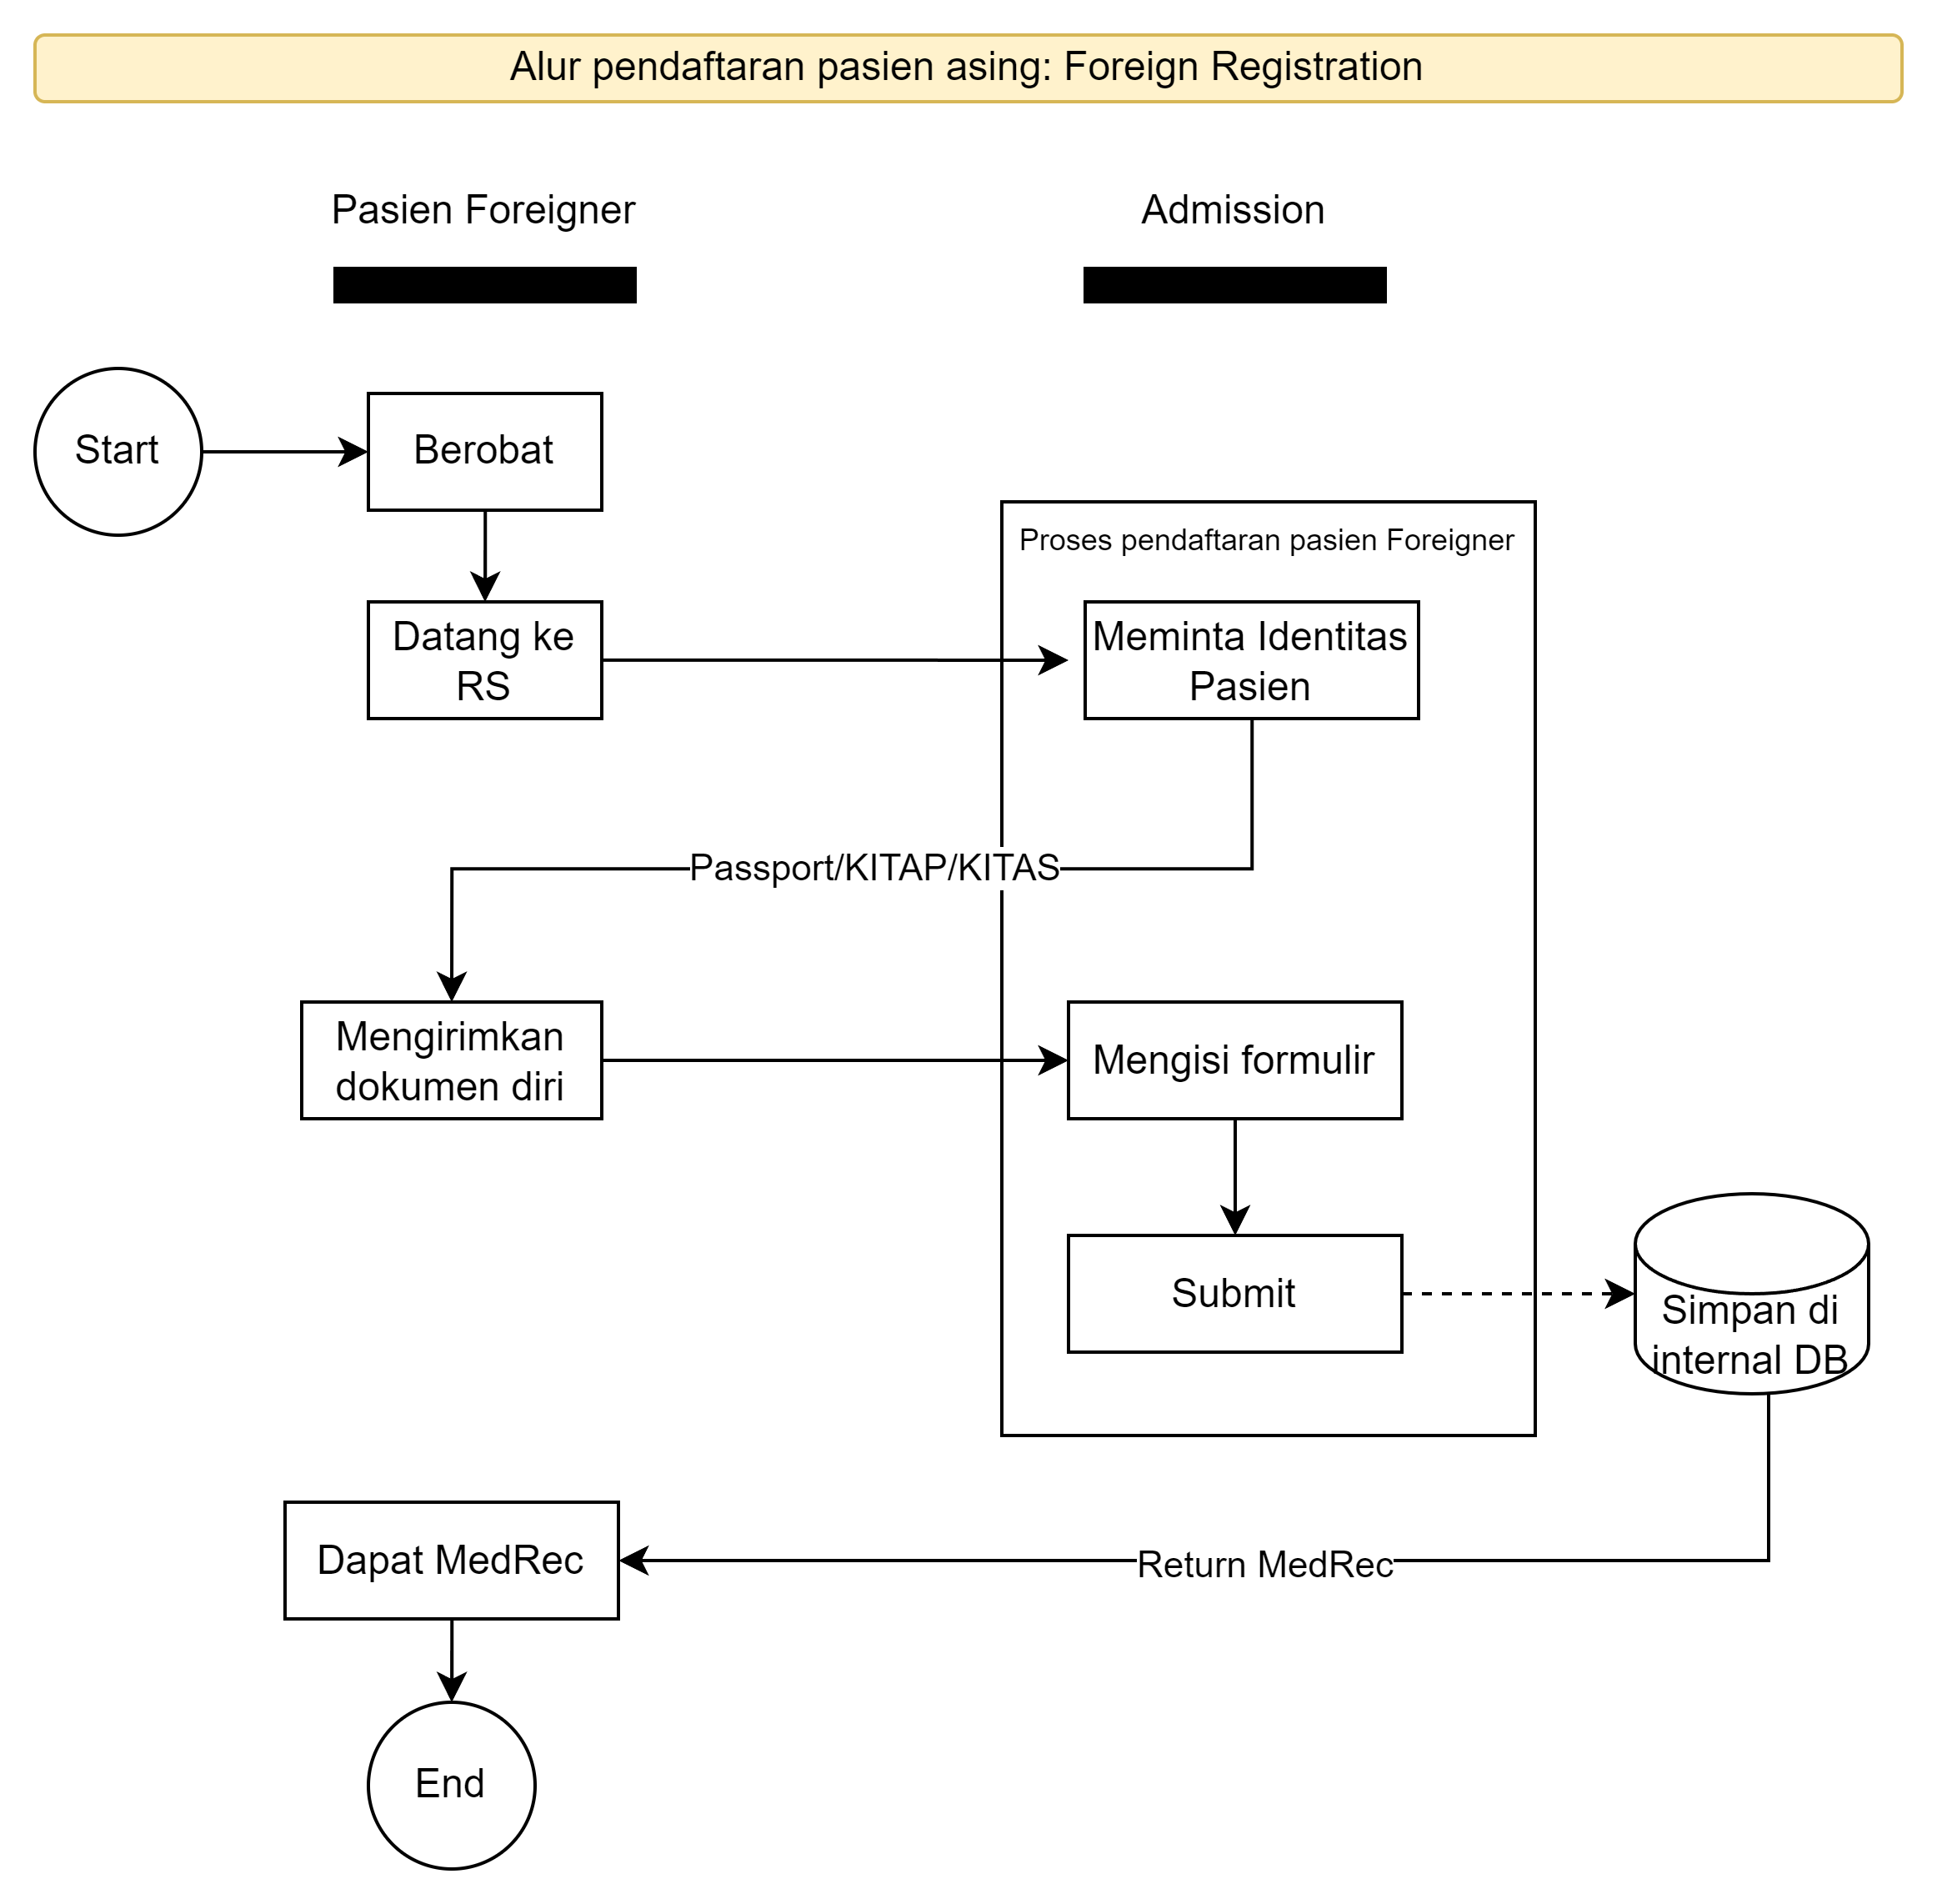 Alur pendaftaran pasien asing: Foreign Registration
Pasien Foreigner
Admission
Start
Berobat
Proses pendaftaran pasien Foreigner
Datang ke
RS
Meminta Identitas
Pasien
Passport/KITAP/KITAS
Mengirimkan
dokumen diri
Mengisi formulir
Submit
Simpan di
internal DB
Dapat MedRec
Return MedRec
End